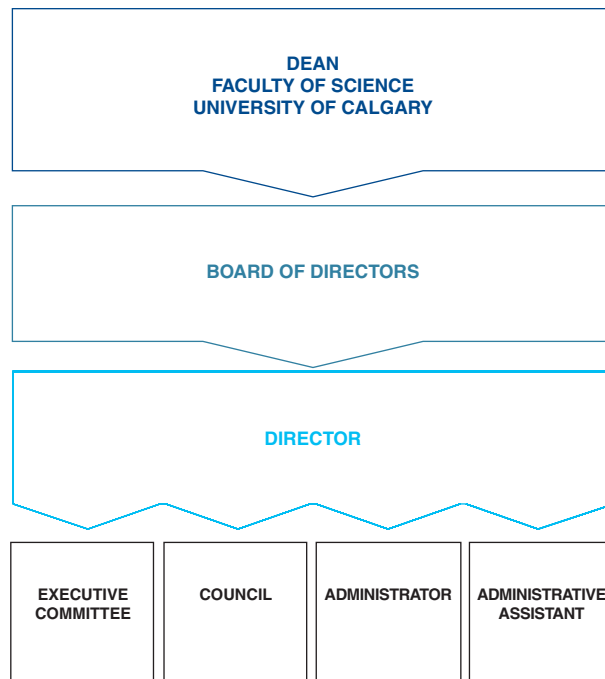 DEAN
FACULTY OF SCIENCE
UNIVERSITY OF CALGARY
BOARD OF DIRECTORS
DIRECTOR
EXECUTIVE
COMMITTEE
COUNCIL
ADMINISTRATOR
ADMINISTRATIVE
ASSISTANT